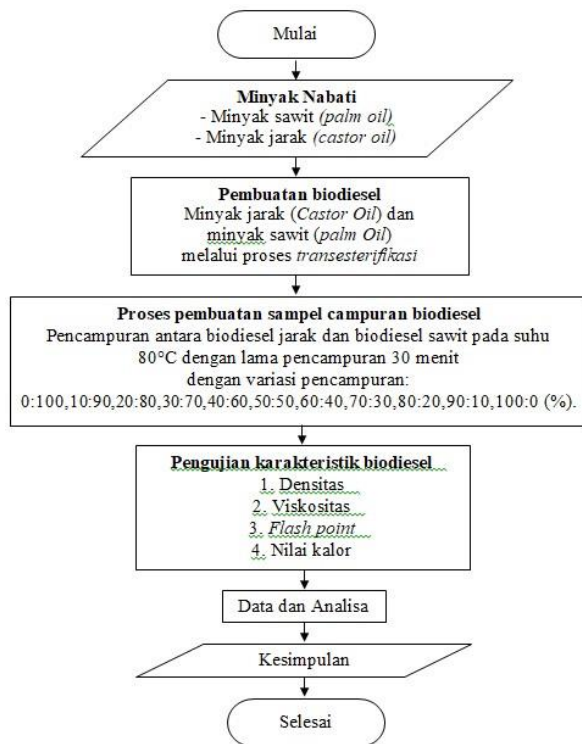 Mulai
Minyak Nabati
- Minyak sawit (palm oil)
- Minyak jarak (castor oil)
Pembuatan biodiesel
Minyak jarak (Castor Oil) dan
minyak sawit (palm Oil)
melalui proses transesterifikasi
Proses pembuatan sampel campuran biodiesel
Pencampuran antara biodiesel jarak dan biodiesel sawit pada suhu
80°C dengan lama pencampuran 30 menit
dengan variasi pencampuran:
0:100,10:90,20:80,30:70,40:60,50:50,60:40,70:30,80:20,90:10,100:0 (%).
Pengujian karakteristik biodiesel
1. Densitas
2. Viskositas
3. Flash point
4. Nilai kalor
Data dan Analisa
Kesimpulan
Selesai